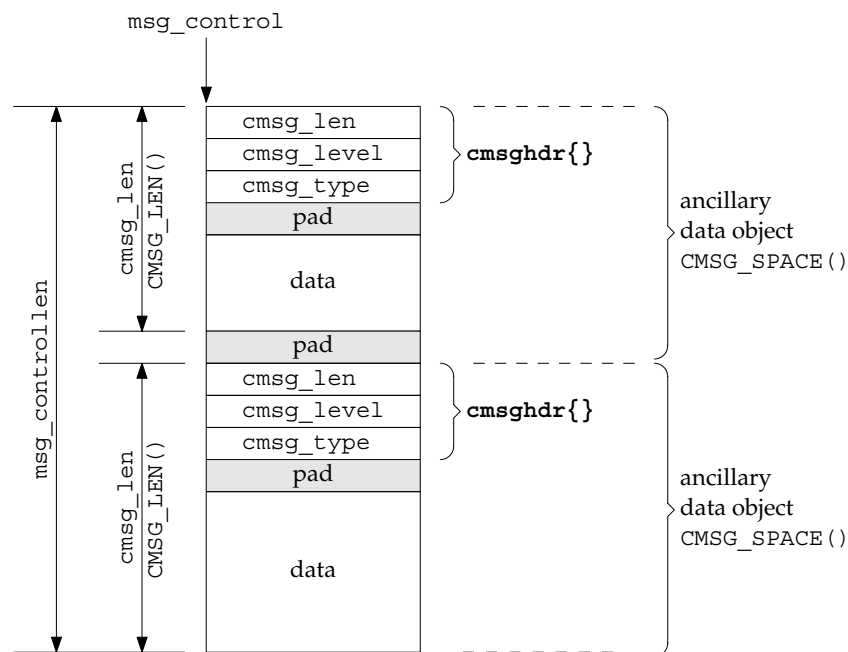 msg_control
cmsg_len
cmsg_level
cmsg_type
pad
data
pad
cmsghdr{}
ancillary
data object
CMSG_SPACE()
cmsg_len
CMSG_LEN()
msg_controllen
cmsg_len
cmsg_level
cmsg_type
pad
data
cmsghdr{}
ancillary
data object
CMSG_SPACE()
cmsg_len
CMSG_LEN()